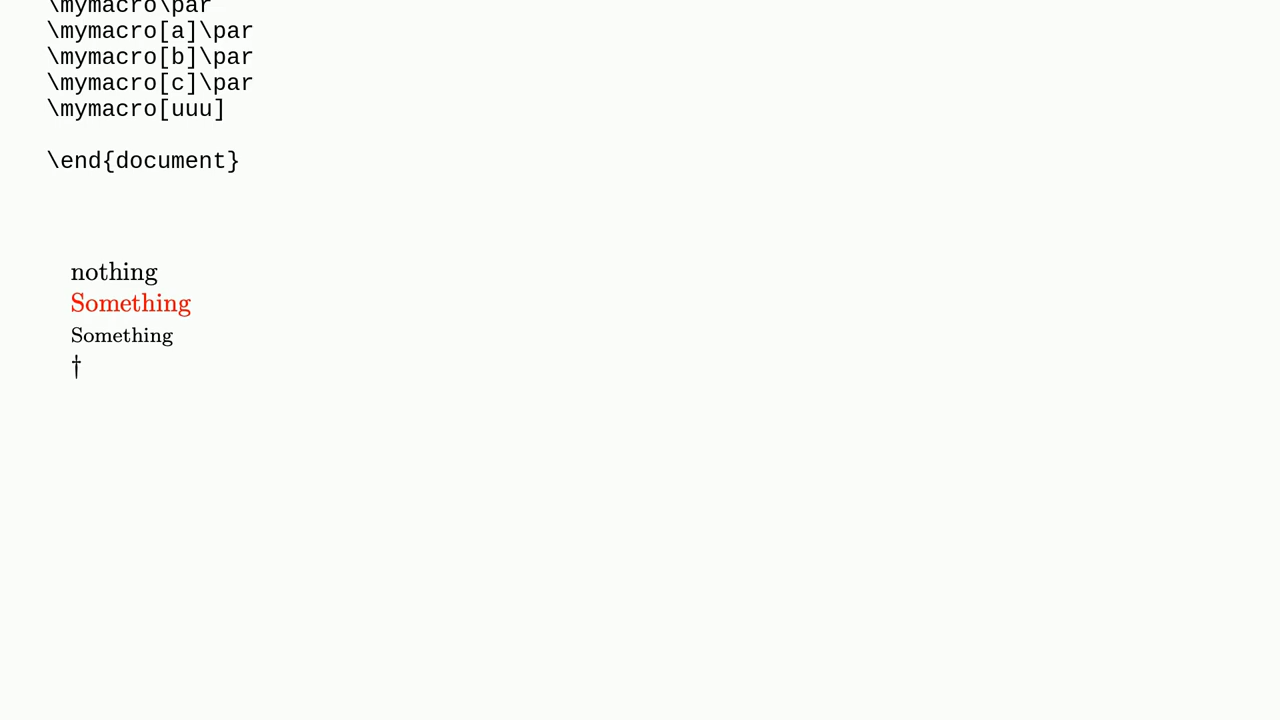 \mymacro\par
\mymacro[a]\par
\mymacro[b]\par
\mymacro[c]\par
\mymacro[uuu]
\end{document}
nothing
Something
Something
†